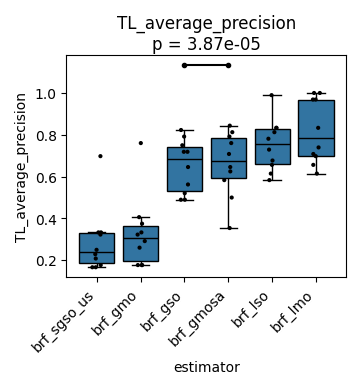 TL_average_precision
p = 3.87e-05
TL_average_precision
1.0
0.8
0.6
0.4
0.2
brf_sgso_us
brf_gmo
brf_gso
brf_gmosa
brf_lso
brf_lmo
estimator